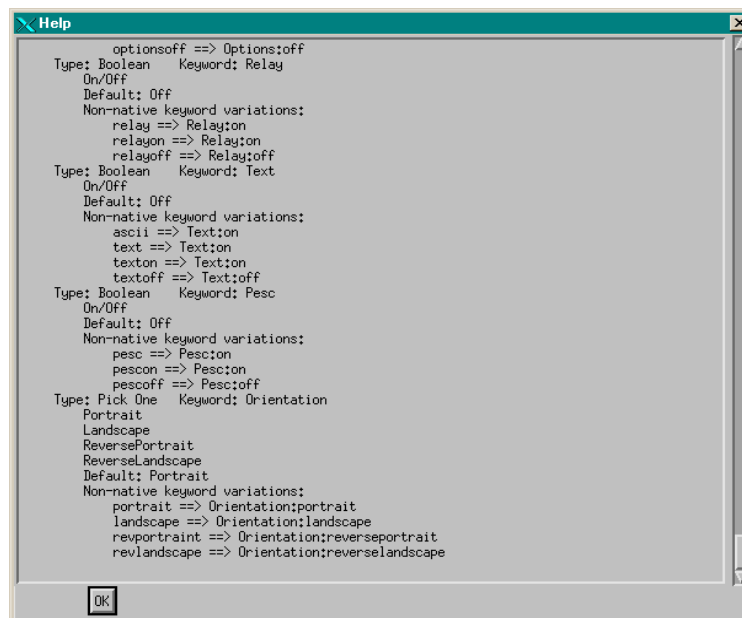 Help
optionsoff ==> Options:off
Type: Boolean    Keyword: Relay
On/Off
Default: Off
Non-native keyword variations:
relay ==> Relay:on
relayon ==> Relay:on
relayoff ==> Relay:off
Type: Boolean    Keyword: Text
On/Off
Default: Off
Non-native keyword variations:
ascii ==> Text:on
text ==> Text:on
texton ==> Text:on
textoff ==> Text:off
Type: Boolean    Keyword: Pesc
On/Off
Default: Off
Non-native keyword variations:
pesc ==> Pesc:on
pescon ==> Pesc:on
pescoff ==> Pesc:off
Type: Pick One   Keyword: Orientation
Portrait
Landscape
ReversePortrait
ReverseLandscape
Default: Portrait
Non-native keyword variations:
portrait ==> Orientation:portrait
landscape ==> Orientation:landscape
revportraint ==> Orientation:reverseportrait
revlandscape ==> Orientation:reverselandscape
OK